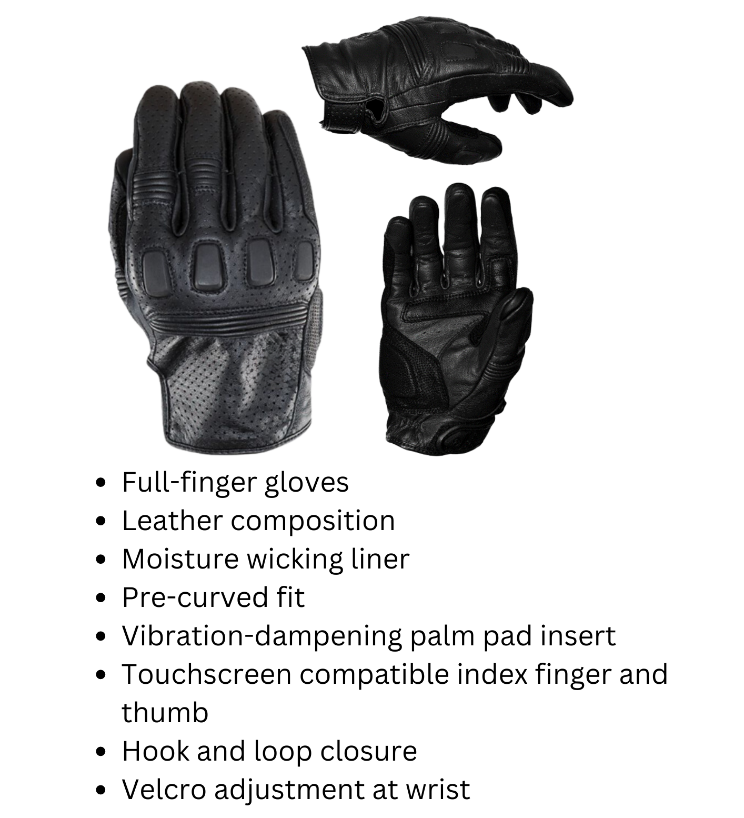 Full-finger gloves
Leather composition
Moisture wicking liner
Pre-curved fit
Vibration-dampening palm pad insert
Touchscreen compatible index finger and
thumb
Hook and loop closure
Velcro adjustment at wrist